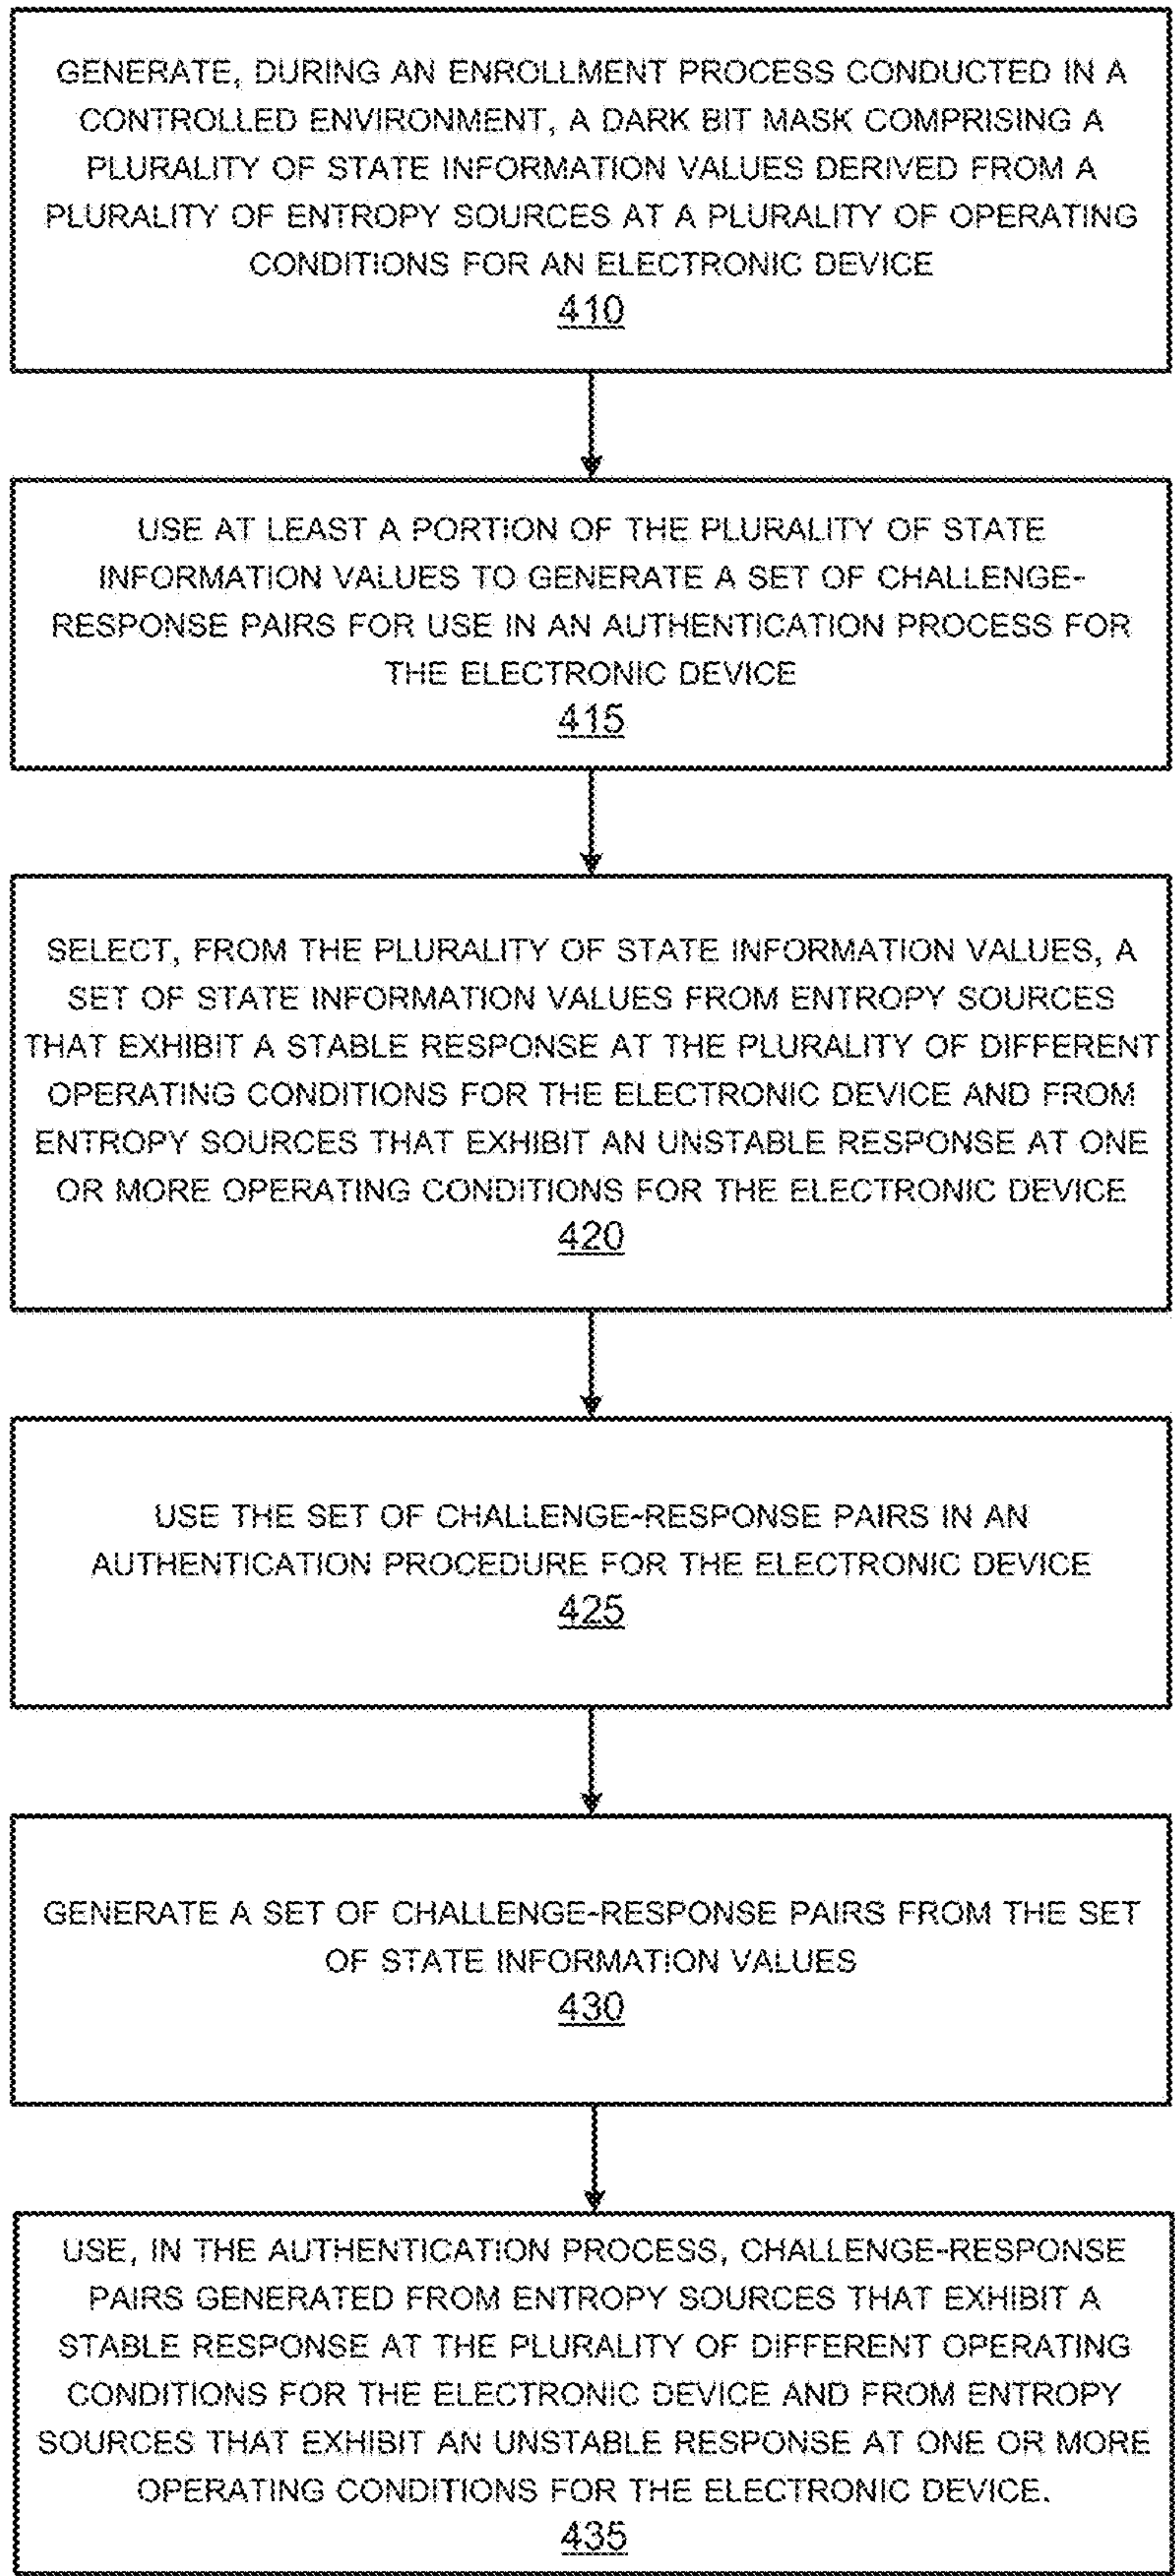 GENERATE, DURING AN ENROLLMENT PROCESS CONDUCTED IN A
CONTROLLED ENVIRONMENT, A DARK BIT MASK COMPRISING A
PLURALITY OF STATE INFORMATION VALUES DERIVED FROM A
PLURALITY OF ENTROPY SOURCES AT A PLURALITY OF OPERATING
CONDITIONS FOR AN ELECTRONIC DEVICE
410
USE AT LEAST A PORTION OF THE PLURALITY OF STATE
INFORMATION VALUES TO GENERATE A SET OF CHALLENGE-
RESPONSE PAIRS FOR USE IN AN AUTHENTICATION PROCESS FOR
THE ELECTRONIC DEVICE
415
SELECT, FROM THE PLURALITY OF STATE INFORMATION VALUES, A
SET OF STATE INFORMATION VALUES FROM ENTROPY SOURCES
THAT EXHIBIT A STABLE RESPONSE AT THE PLURALITY OF DIFFERENT
OPERATING CONDITIONS FOR THE ELECTRONIC DEVICE AND FROM
ENTROPY SOURCES THAT EXHIBIT AN UNSTABLE RESPONSE AT ONE
OR MORE OPERATING CONDITIONS FOR THE ELECTRONIC DEVICE
420
USE THE SET OF CHALLENGE-RESPONSE PAIRS IN AN
AUTHENTICATION PROCEDURE FOR THE ELECTRONIC DEVICE
425
GENERATE A SET OF CHALLENGE-RESPONSE PAIRS FROM THE SET
OF STATE INFORMATION VALUES
430
USE, IN THE AUTHENTICATION PROCESS, CHALLENGE-RESPONSE
PAIRS GENERATED FROM ENTROPY SOURCES THAT EXHIBIT A
STABLE RESPONSE AT THE PLURALITY OF DIFFERENT OPERATING
CONDITIONS FOR THE ELECTRONIC DEVICE AND FROM ENTROPY
SOURCES THAT EXHIBIT AN UNSTABLE RESPONSE AT ONE OR MORE
OPERATING CONDITIONS FOR THE ELECTRONIC DEVICE.
435